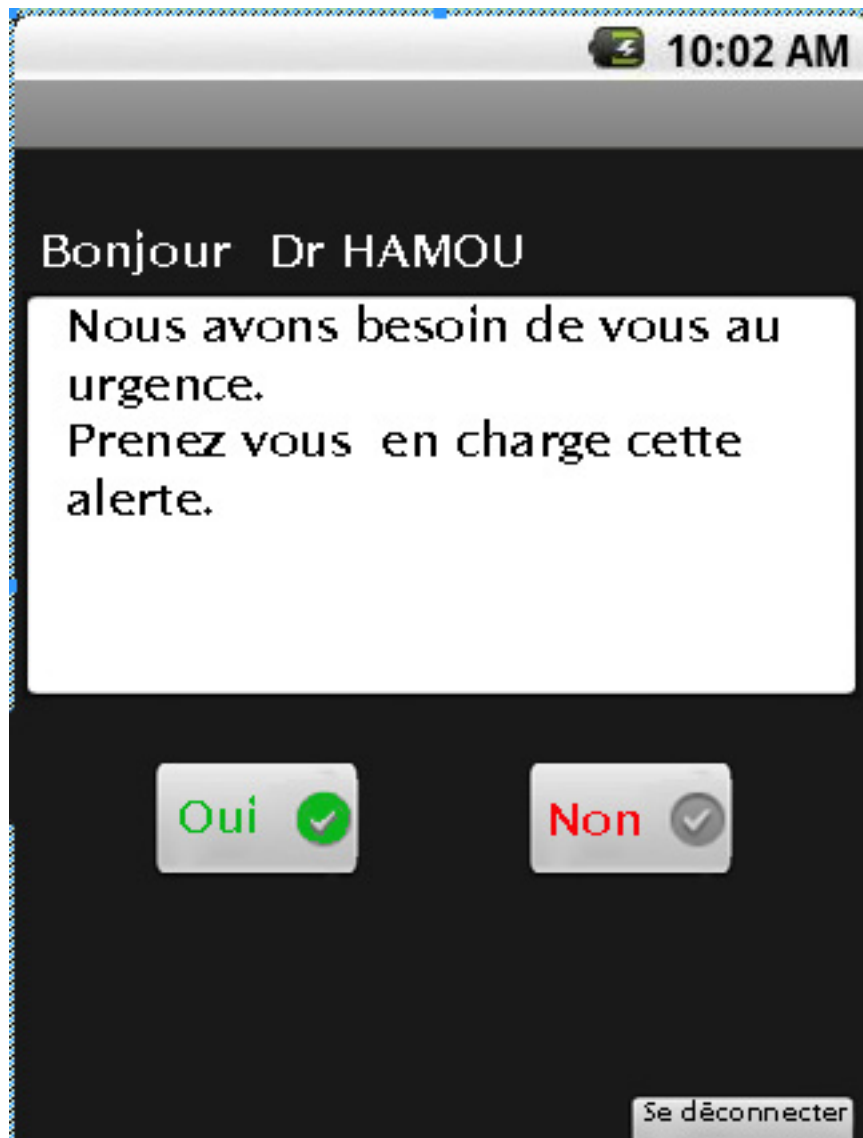 10:02 AM
Bonjour Dr HAMOU
Nous avons besoin de vous au
urgence.
Prenez vous en charge cette
alerte.
Oui
Non
Se déconnecter